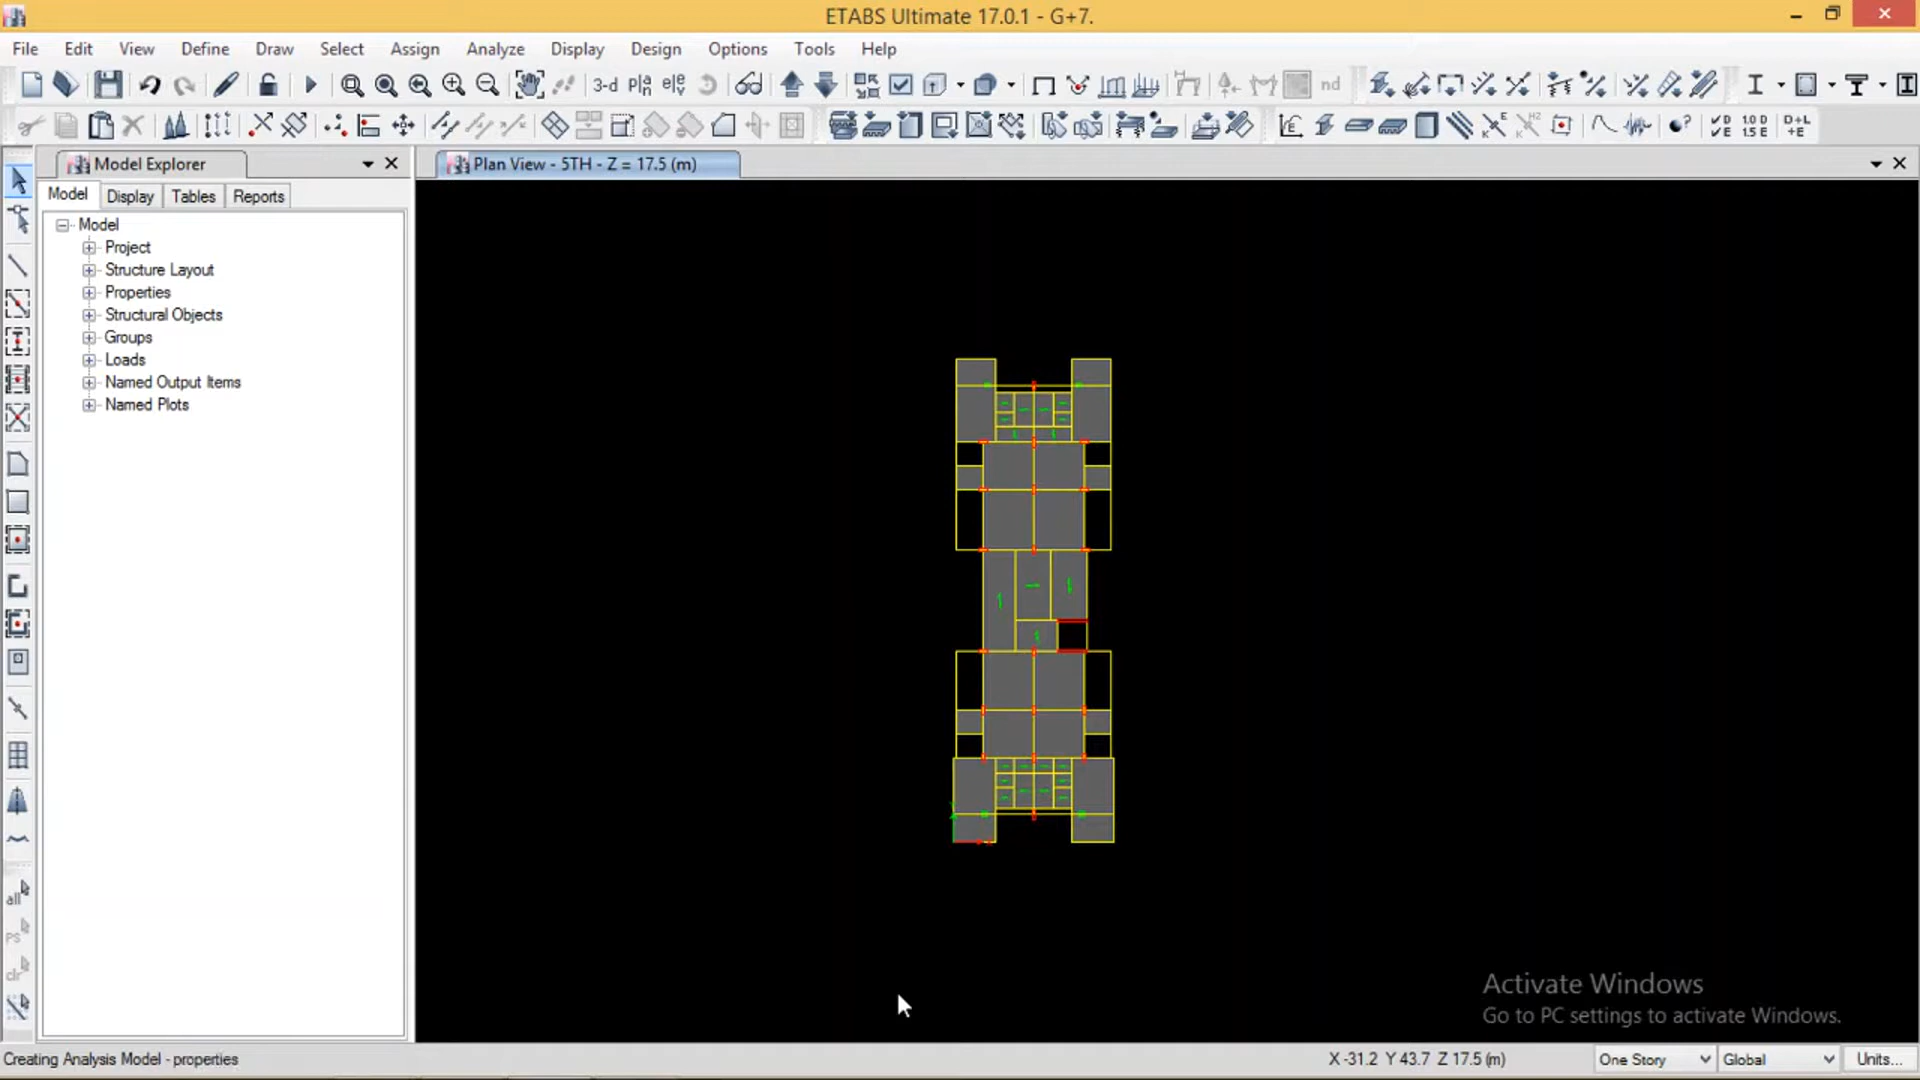 ETABS Ultimate 17.0.1 - G+7.
File Edit View Define Draw Select Assign Analyze Display Design Options Tools Help
3-d nd
Model Explorer
Plan View - 5TH - Z = 17.5 (m)
Model Display Tables Reports
Model
Project
Structure Layout
Properties
Structural Objects
Groups
Loads
Named Output Items
Named Plots
all
PS
clr
Activate Windows
Go to PC settings to activate Windows.
Creating Analysis Model - properties
X -31.2 Y 43.7 Z 17.5 (m)
One Story
Global
Units...